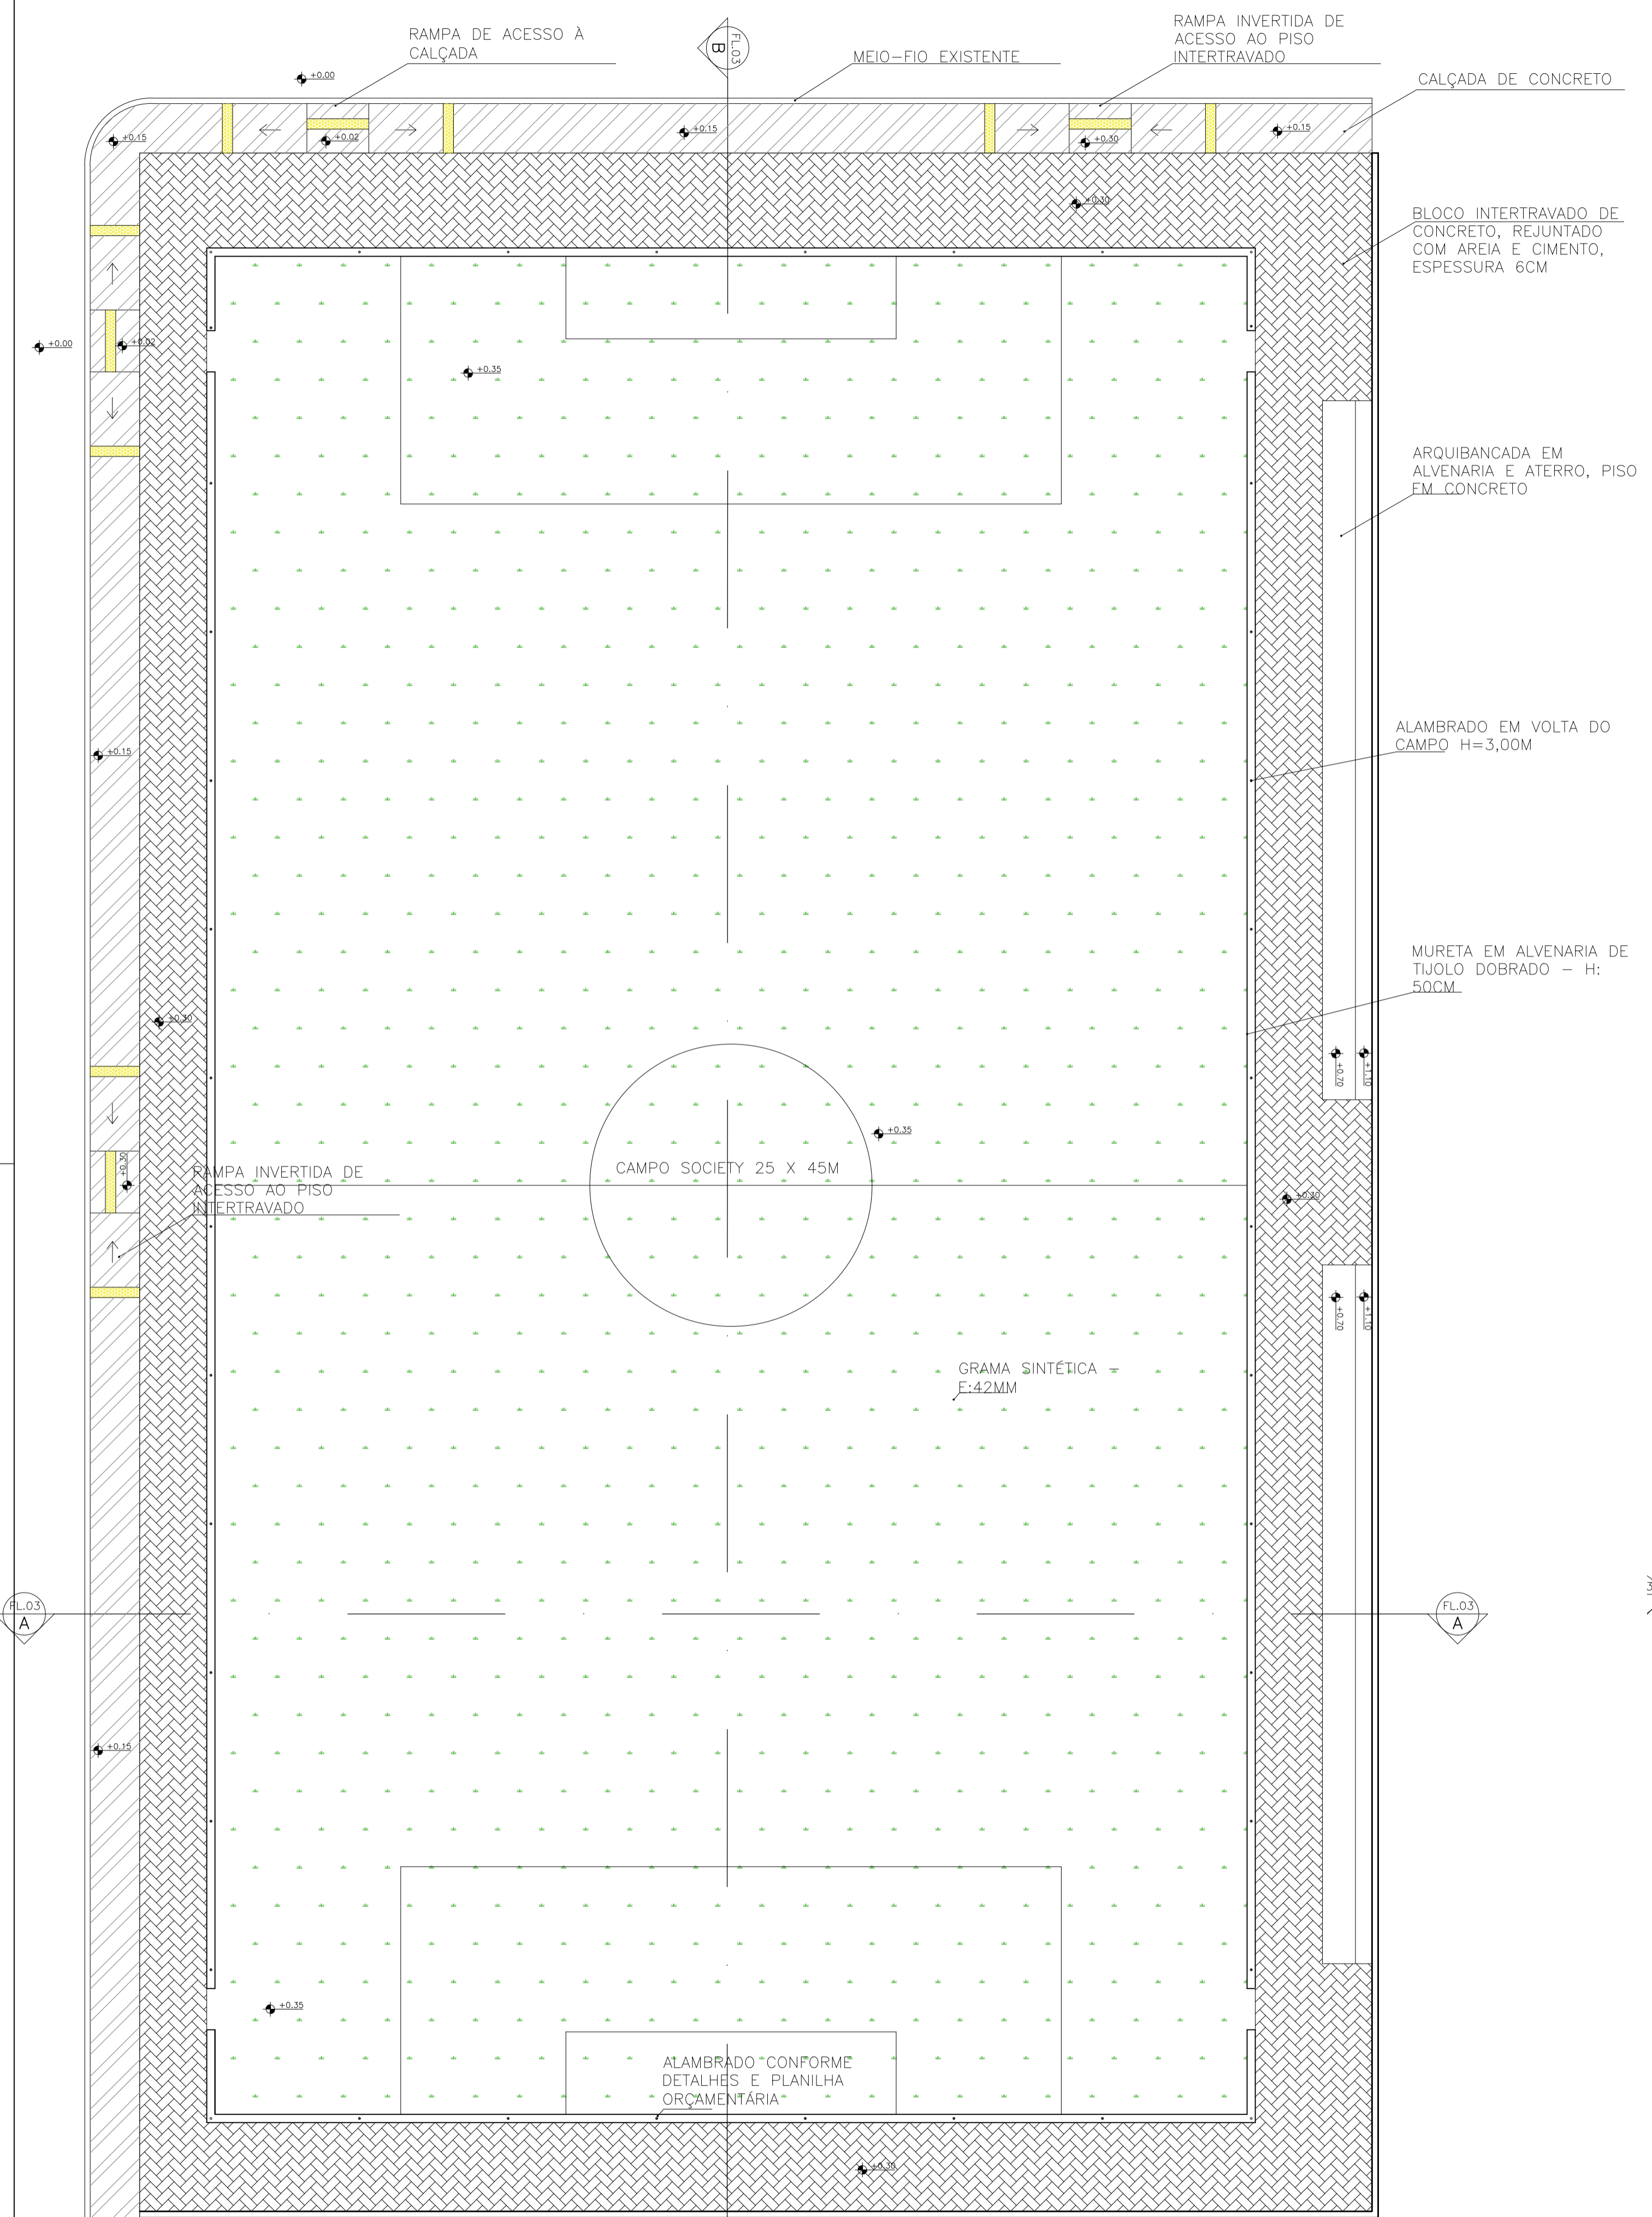 RAMPA DE ACESSO À
CALÇADA
FL.03
B
MEIO-FIO EXISTENTE
RAMPA INVERTIDA DE
ACESSO AO PISO
INTERTRAVADO
CALÇADA DE CONCRETO
+0.00
+0.15
+0.02
+0.15
+0.30
+0.15
+0.30
BLOCO INTERTRAVADO DE
CONCRETO, REJUNTADO
COM AREIA E CIMENTO,
ESPESSURA 6CM
+0.00
+0.02
+0.35
ARQUIBANCADA EM
ALVENARIA E ATERRO, PISO
EM CONCRETO
+0.15
ALAMBRADO EM VOLTA DO
CAMPO H=3,00M
MURETA EM ALVENARIA DE
TIJOLO DOBRADO - H:
50CM
+0.30
+0.70
+1.10
+0.35
+0.30
RAMPA INVERTIDA DE
ACESSO AO PISO
INTERTRAVADO
CAMPO SOCIETY 25 X 45M
+0.30
+0.70
+1.10
GRAMA SINTÉTICA -
E:42MM
FL.03
A
FL.03
A
+0.15
+0.35
ALAMBRADO CONFORME
DETALHES E PLANILHA
ORÇAMENTÁRIA
+0.30